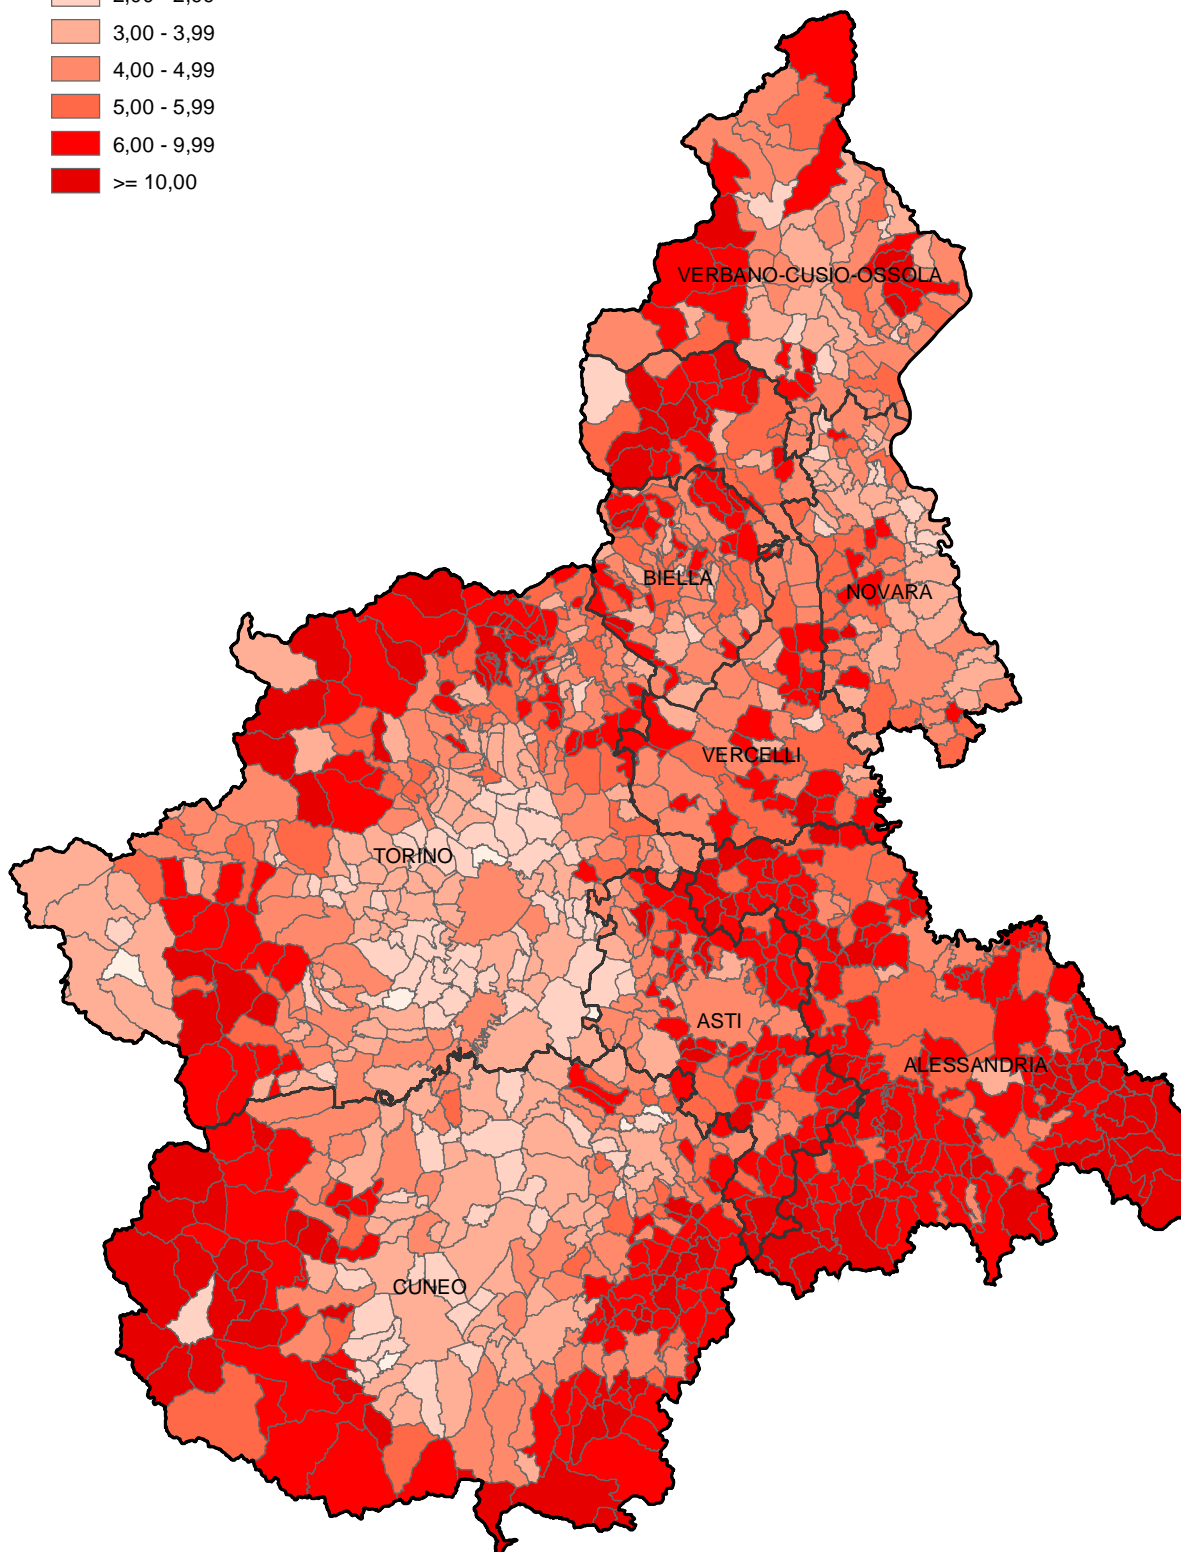 3,00 - 3,99
4,00 - 4,99
5,00 - 5,99
6,00 - 9,99
>= 10,00
VERBANO-CUSIO-OSSOLA
BIELLA
NOVARA
VERCELLI
TORINO
ASTI
ALESSANDRIA
CUNEO